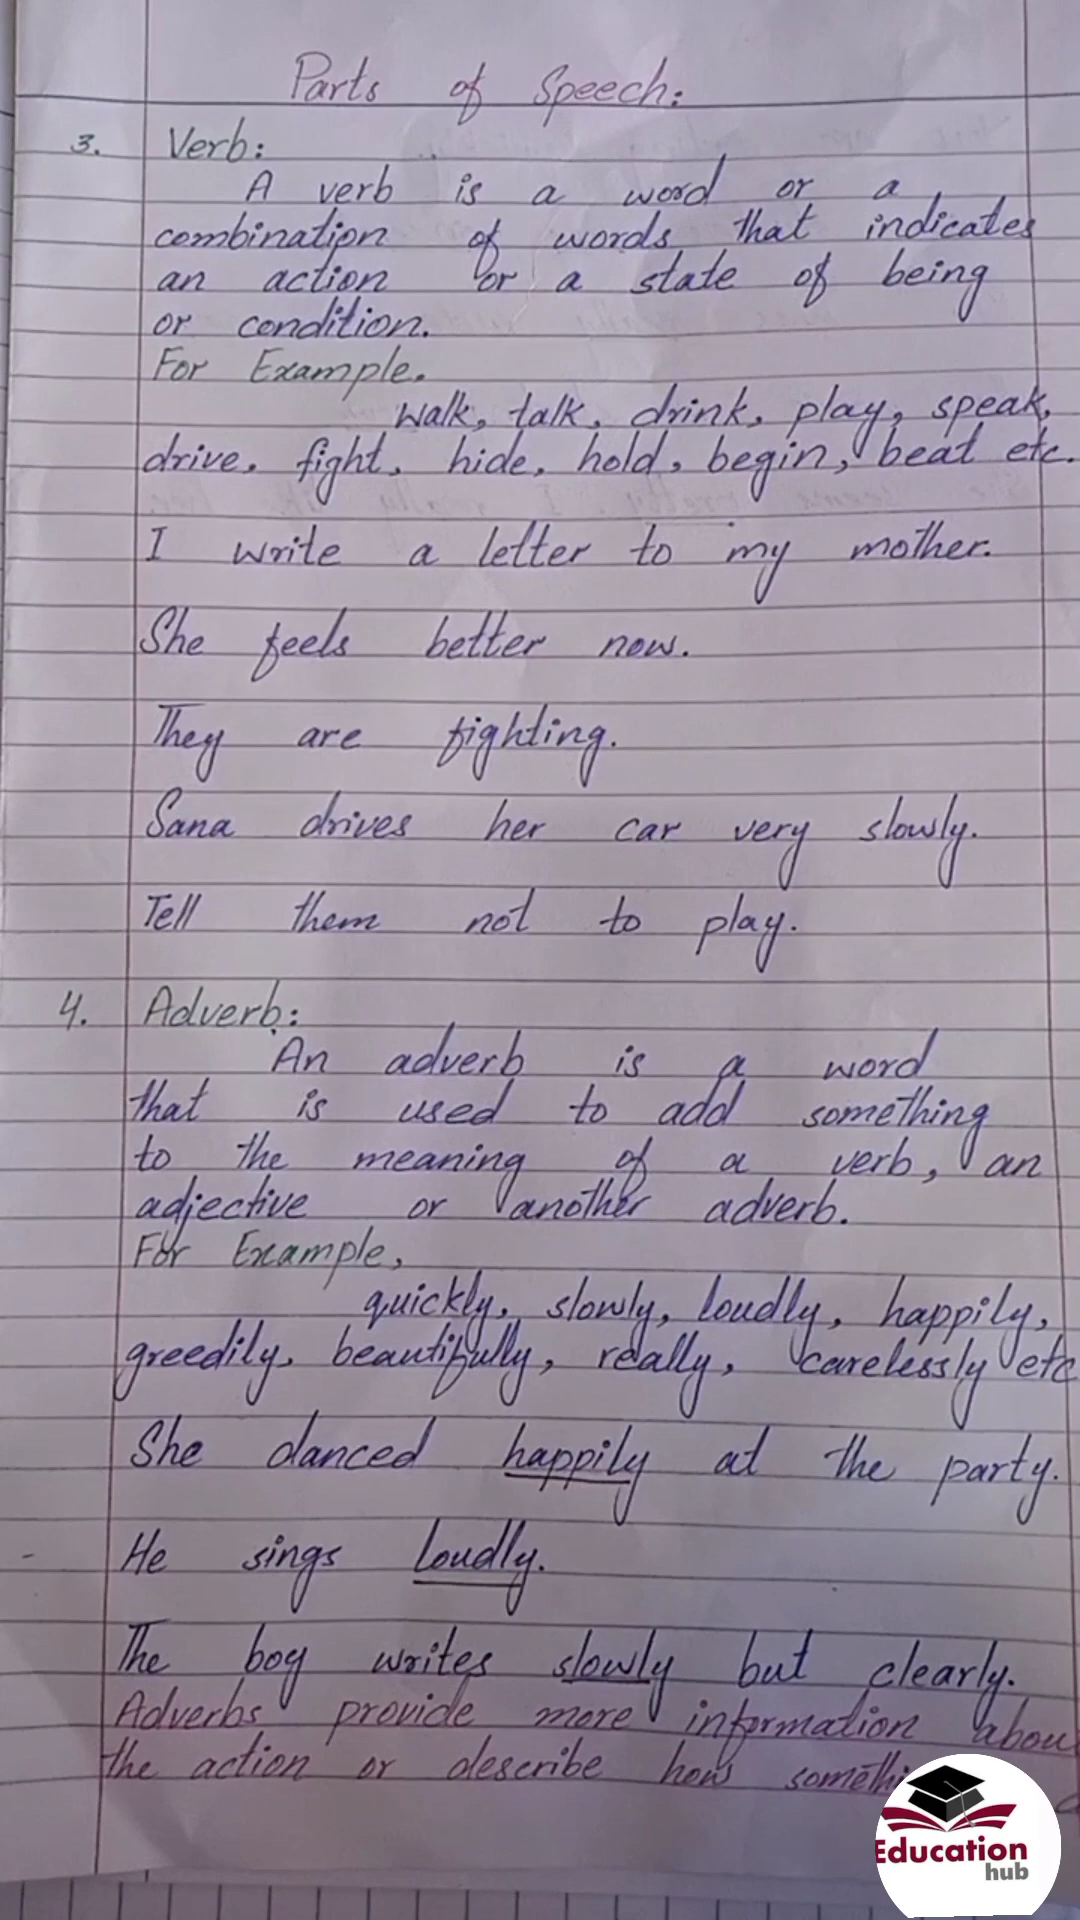 Parts of Speech:
3. Verb:
A verb is a word or a
combination of words that indicates
an action or a state of being
or condition.
For Example.
walk, talk, drink, play, speak,
drive, fight, hide, hold, begin, beat etc.
I write a letter to my mother.
She feels better now.
They are fighting.
Sana drives her car very slowly.
Tell them not to play.
4. Adverb:
An adverb is a word
that is used to add something
to the meaning of a verb, an
adjective or another adverb.
For Example,
quickly, slowly, loudly, happily,
greedily, beautifully, really, carelessly etc
She danced happily at the party.
He sings loudly.
The boy writes slowly but clearly.
Adverbs provide more information abou
the action or describe how somethi
Education
hub